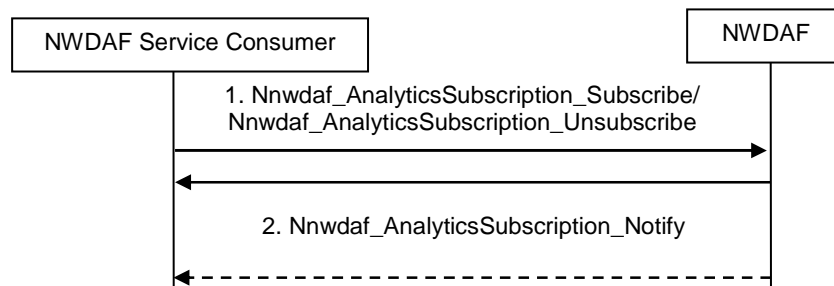 NWDAF Service Consumer
NWDAF
1. Nnwdaf_AnalyticsSubscription_Subscribe/
Nnwdaf_AnalyticsSubscription_Unsubscribe
2. Nnwdaf_AnalyticsSubscription_Notify